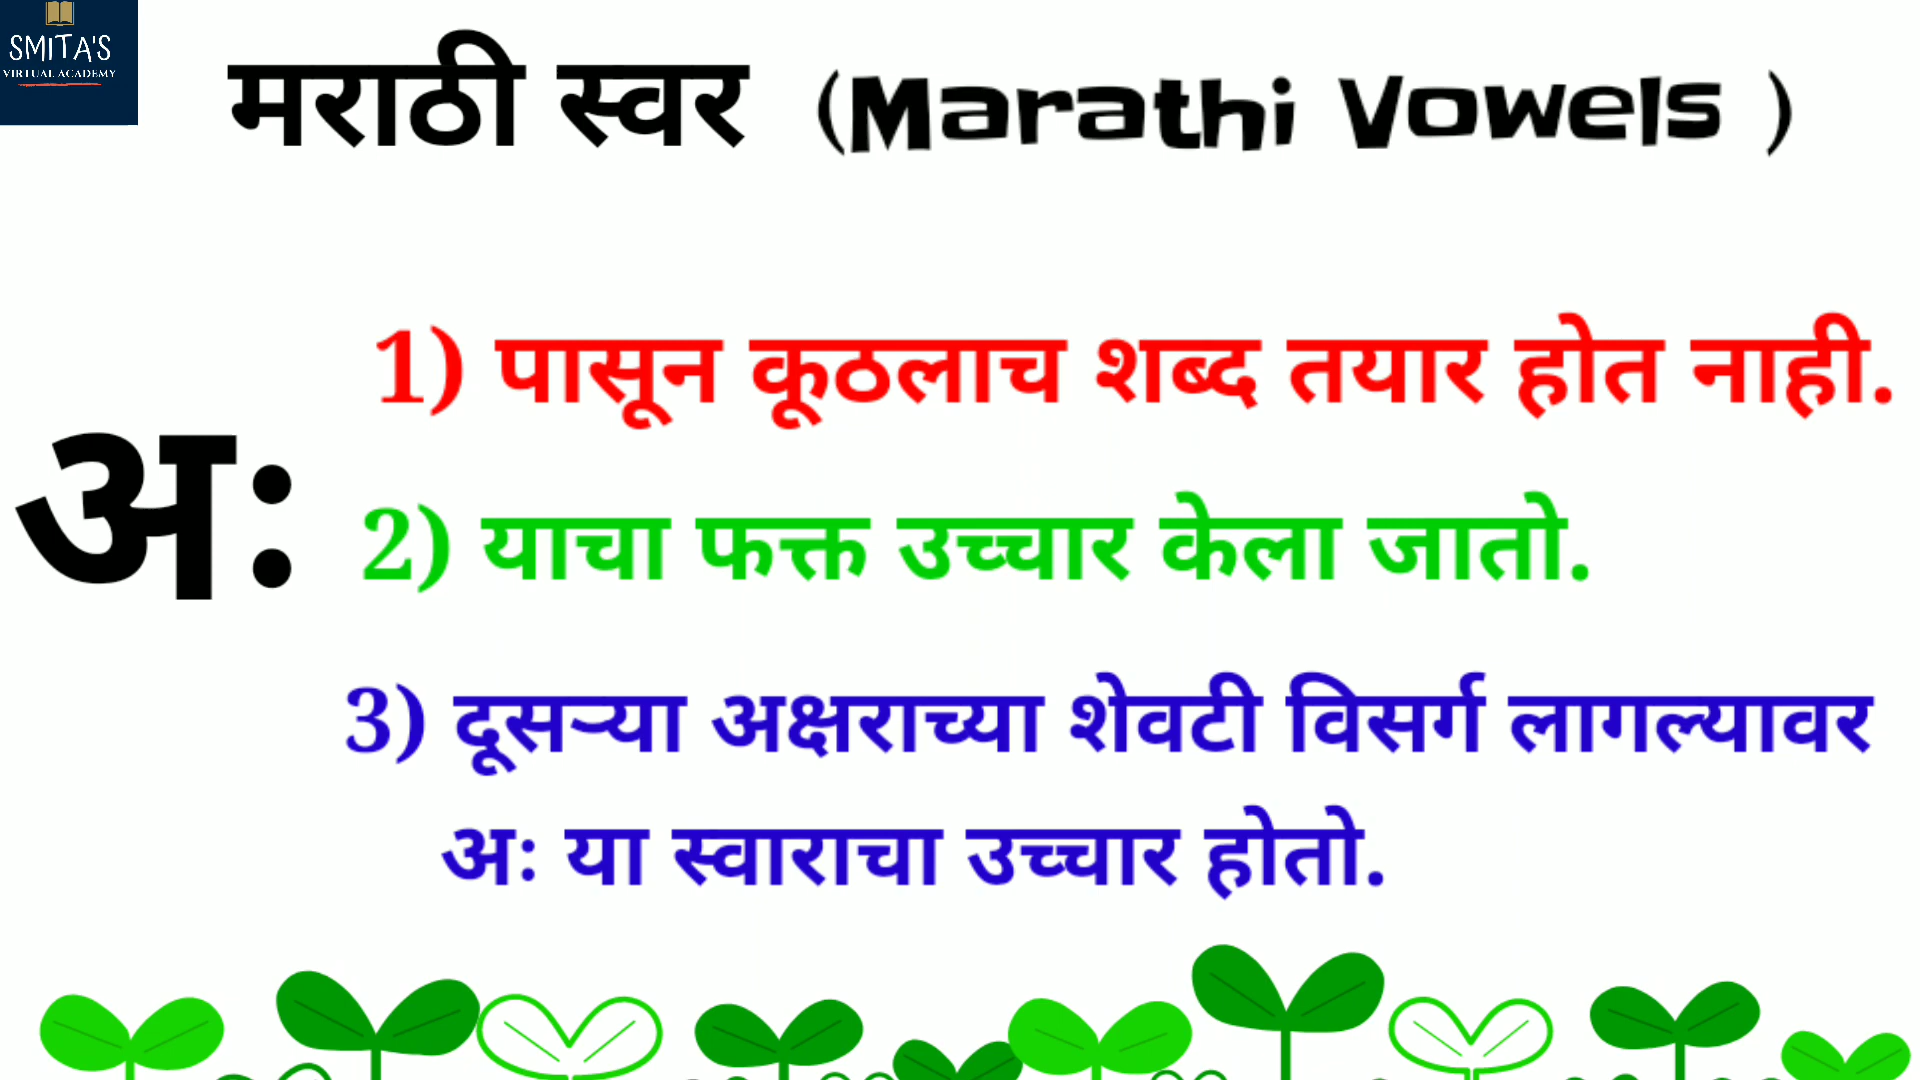 SMITA'S
VIRTUAL ACADEMY
मराठी स्वर (Marathi Vowels )
1) पासून कूठलाच शब्द तयार होत नाही.
अः
2) याचा फक्त उच्चार केला जातो.
3) दूसऱ्या अक्षराच्या शेवटी विसर्ग लागल्यावर
अः या स्वाराचा उच्चार होतो.